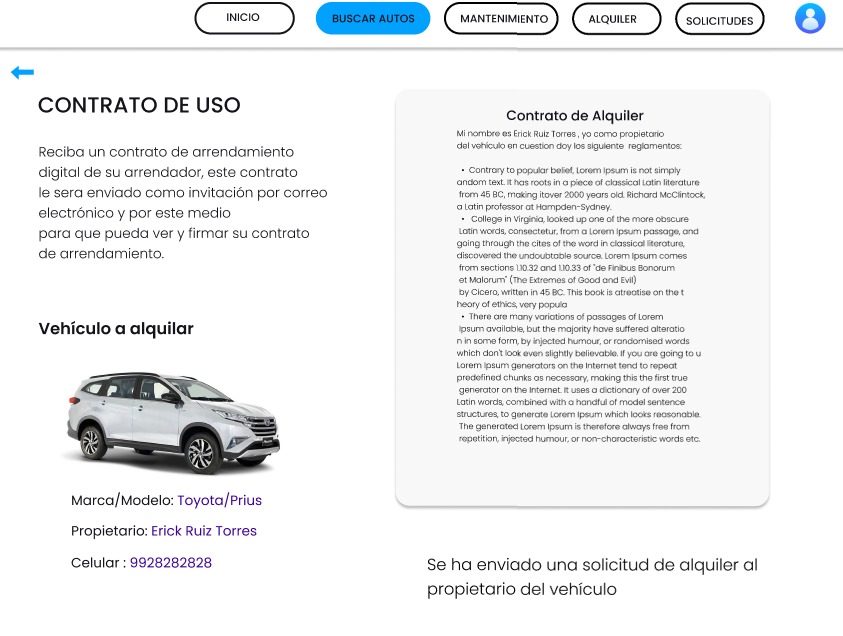 INICIO
BUSCAR AUTOS
MANTENIMIENTO
ALQUILER
SOLICITUDES
CONTRATO DE USO
Reciba un contrato de arrendamiento
digital de su arrendador, este contrato
le sera enviado como invitación por correo
electrónico y por este medio
para que pueda ver y firmar su contrato
de arrendamiento.
Vehículo a alquilar
Marca/Modelo: Toyota/Prius
Propietario: Erick Ruiz Torres
Celular : 9928282828
Contrato de Alquiler
Mi nombre es Erick Ruiz Torres , yo como propietario
del vehículo en cuestion doy los siguiente reglamentos:
• Contrary to popular belief, Lorem Ipsum is not simply
andom text. It has roots in a piece of classical Latin literature
from 45 BC, making itover 2000 years old. Richard McClintock,
a Latin professor at Hampden-Sydney.
• College in Virginia, looked up one of the more obscure
Latin words, consectetur, from a Lorem Ipsum passage, and
going through the cites of the word in classical literature,
discovered the undoubtable source. Lorem Ipsum comes
from sections 1.10.32 and 1.10.33 of "de Finibus Bonorum
et Malorum" (The Extremes of Good and Evil)
by Cicero, written in 45 BC. This book is atreatise on the t
heory of ethics, very popula
• There are many variations of passages of Lorem
Ipsum available, but the majority have suffered alteratio
n in some form, by injected humour, or randomised words
which don't look even slightly believable. If you are going to u
Lorem Ipsum generators on the Internet tend to repeat
predefined chunks as necessary, making this the first true
generator on the Internet. It uses a dictionary of over 200
Latin words, combined with a handful of model sentence
structures, to generate Lorem Ipsum which looks reasonable.
The generated Lorem Ipsum is therefore always free from
repetition, injected humour, or non-characteristic words etc.
Se ha enviado una solicitud de alquiler al
propietario del vehículo